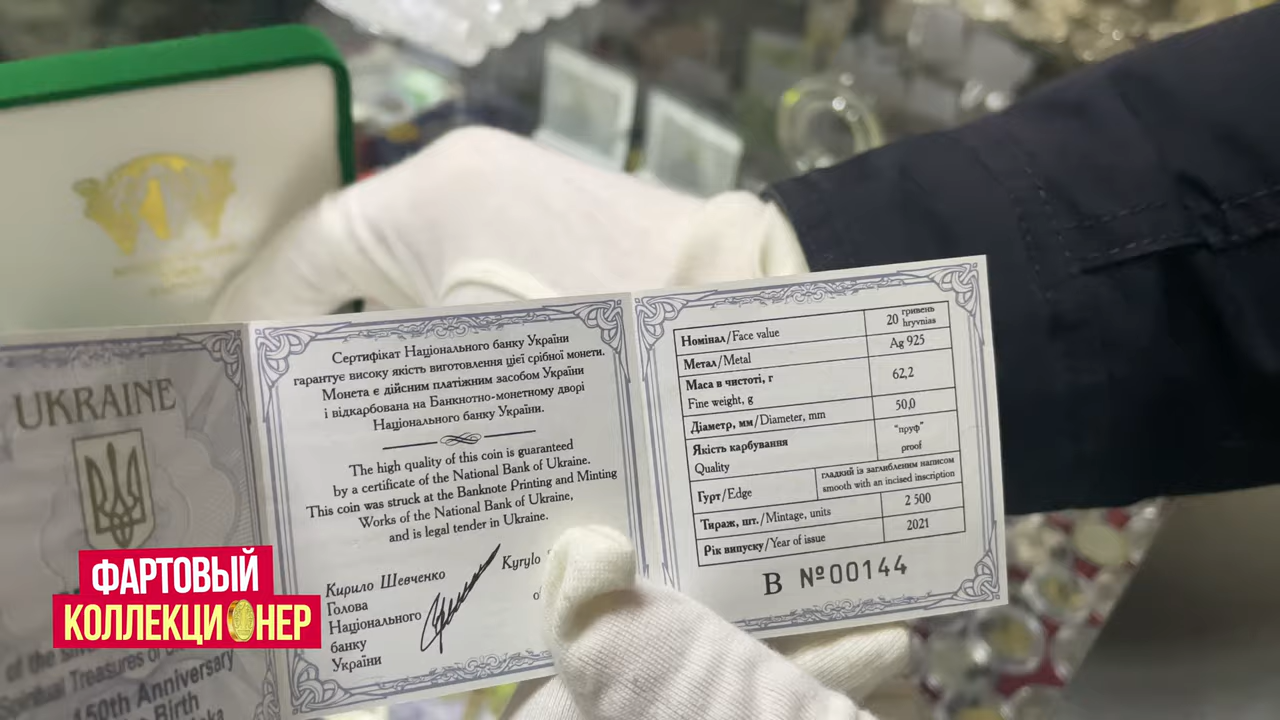 UKRAINE
of the
Spiritual Treasures of
150th Anniversary
Birth
Сертифікат Національного банку України
гарантує високу якість виготовлення цієї срібної монети.
Монета є дійсним платіжним засобом України
і відкарбована на Банкнотно-монетному дворі
Національного банку України.
The high quality of this coin is guaranteed
by a certificate of the National Bank of Ukraine.
This coin was struck at the Banknote Printing and Minting
Works of the National Bank of Ukraine,
and is legal tender in Ukraine.
Кирило Шевченко
Голова
Національного
банку
України
Kyrylo
Номінал/Face value 20 гривень hryvnias
Метал/Metal Ag 925
Маса в чистоті, г
Fine weight, g 62,2
Діаметр, мм/Diameter, mm 50,0
Якість карбування "пруф"
Quality proof
Гурт/Edge гладкий із заглибленим написом
smooth with an incised inscription
Тираж, шт./Mintage, units 2 500
Рік випуску/Year of issue 2021
В №00144
ФАРТОВЫЙ
КОЛЛЕКЦИОНЕР